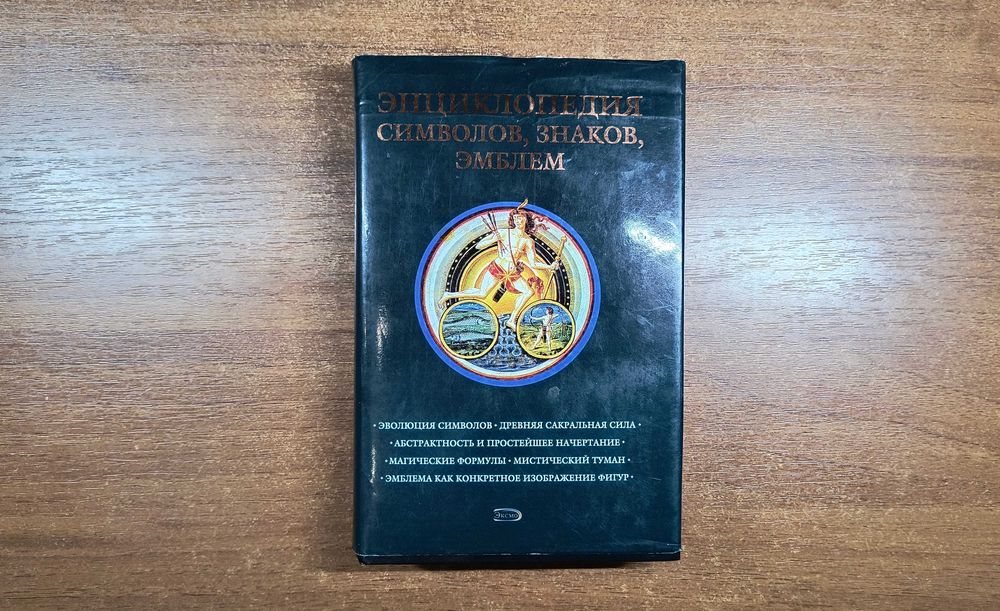 ЭНЦИКЛОПЕДИЯ
СИМВОЛОВ, ЗНАКОВ,
ЭМБЛЕМ
· ЭВОЛЮЦИЯ СИМВОЛОВ · ДРЕВНЯЯ САКРАЛЬНАЯ СИЛА ·
· АБСТРАКТНОСТЬ И ПРОСТЕЙШЕЕ НАЧЕРТАНИЕ ·
· МАГИЧЕСКИЕ ФОРМУЛЫ · МИСТИЧЕСКИЙ ТУМАН ·
· ЭМБЛЕМА КАК КОНКРЕТНОЕ ИЗОБРАЖЕНИЕ ФИГУР ·
ЭКСМО